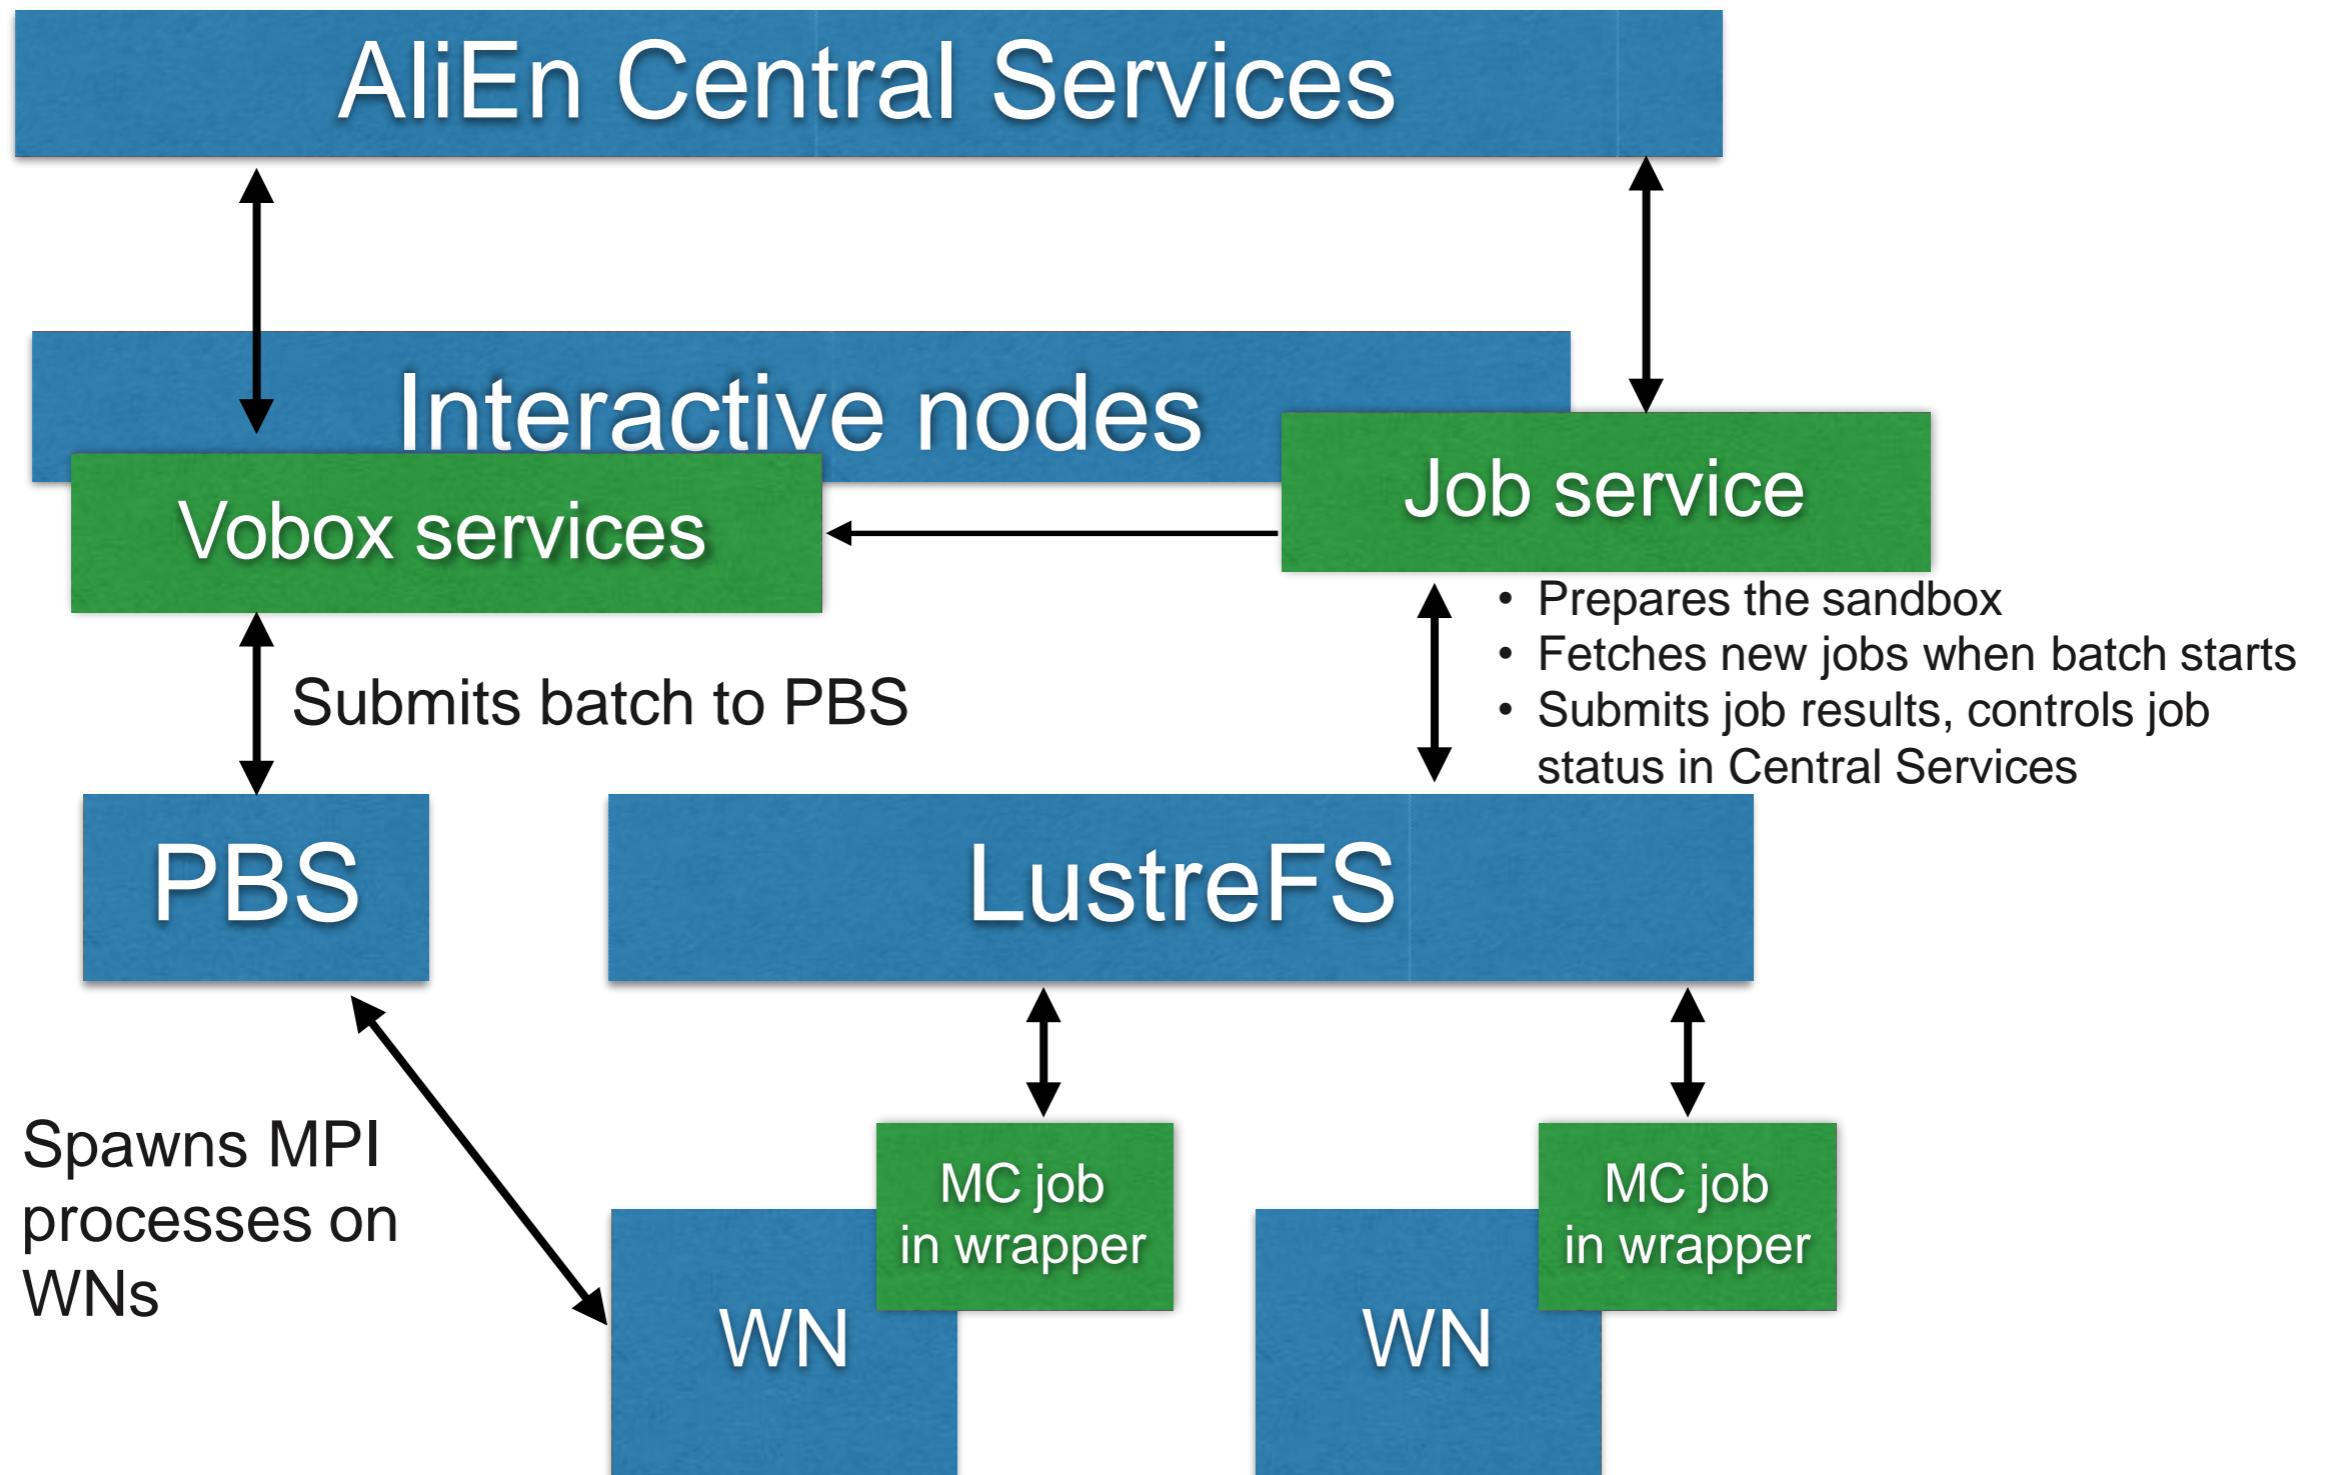 AliEn Central Services
Interactive nodes
Job service
Vobox services
• Prepares the sandbox
• Fetches new jobs when batch starts
• Submits job results, controls job
status in Central Services
Submits batch to PBS
PBS
LustreFS
Spawns MPI
processes on
WNs
MC job
in wrapper
WN
MC job
in wrapper
WN